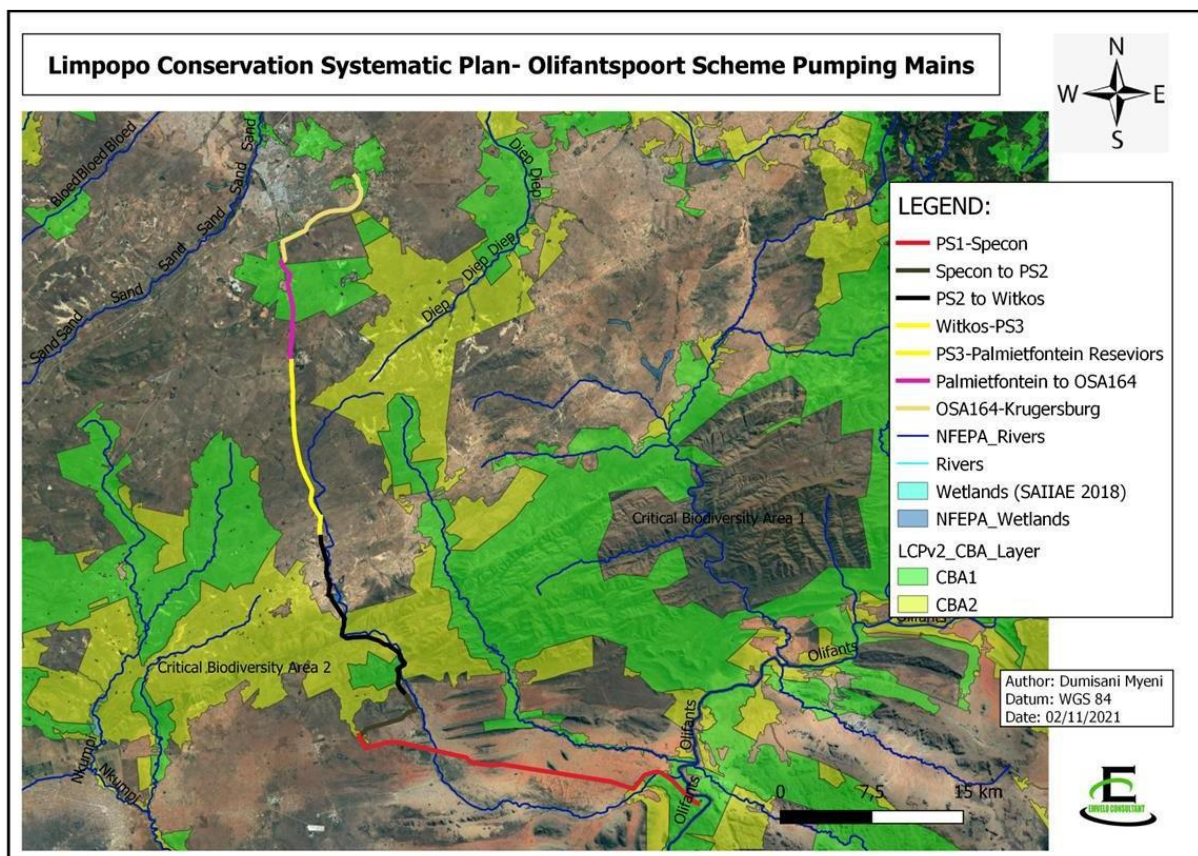 Limpopo Conservation Systematic Plan- Olifantspoort Scheme Pumping Mains
N
W
E
S
LEGEND:
PS1-Specon
Specon to PS2
PS2 to Witkos
Witkos-PS3
PS3-Palmietfontein Reseviors
Palmietfontein to OSA164
OSA164-Krugersburg
NFEPA_Rivers
Rivers
Wetlands (SAIIAE 2018)
NFEPA_Wetlands
LCPv2_CBA_Layer
CBA1
CBA2
Bloed Bloed Bloed
Sand Sand
Sand
Sand
Sand
Sand
Sand Sand
Diep Diep
Diep Diep
Diep
Diep
Critical Biodiversity Area 1
Critical Biodiversity Area 2
Nkumpi
Nkumpi
Olifants
Olifants
Olifants
Olifants
Author: Dumisani Myeni
Datum: WGS 84
Date: 02/11/2021
0 7,5 15 km
E
EMVELO CONSULTANT